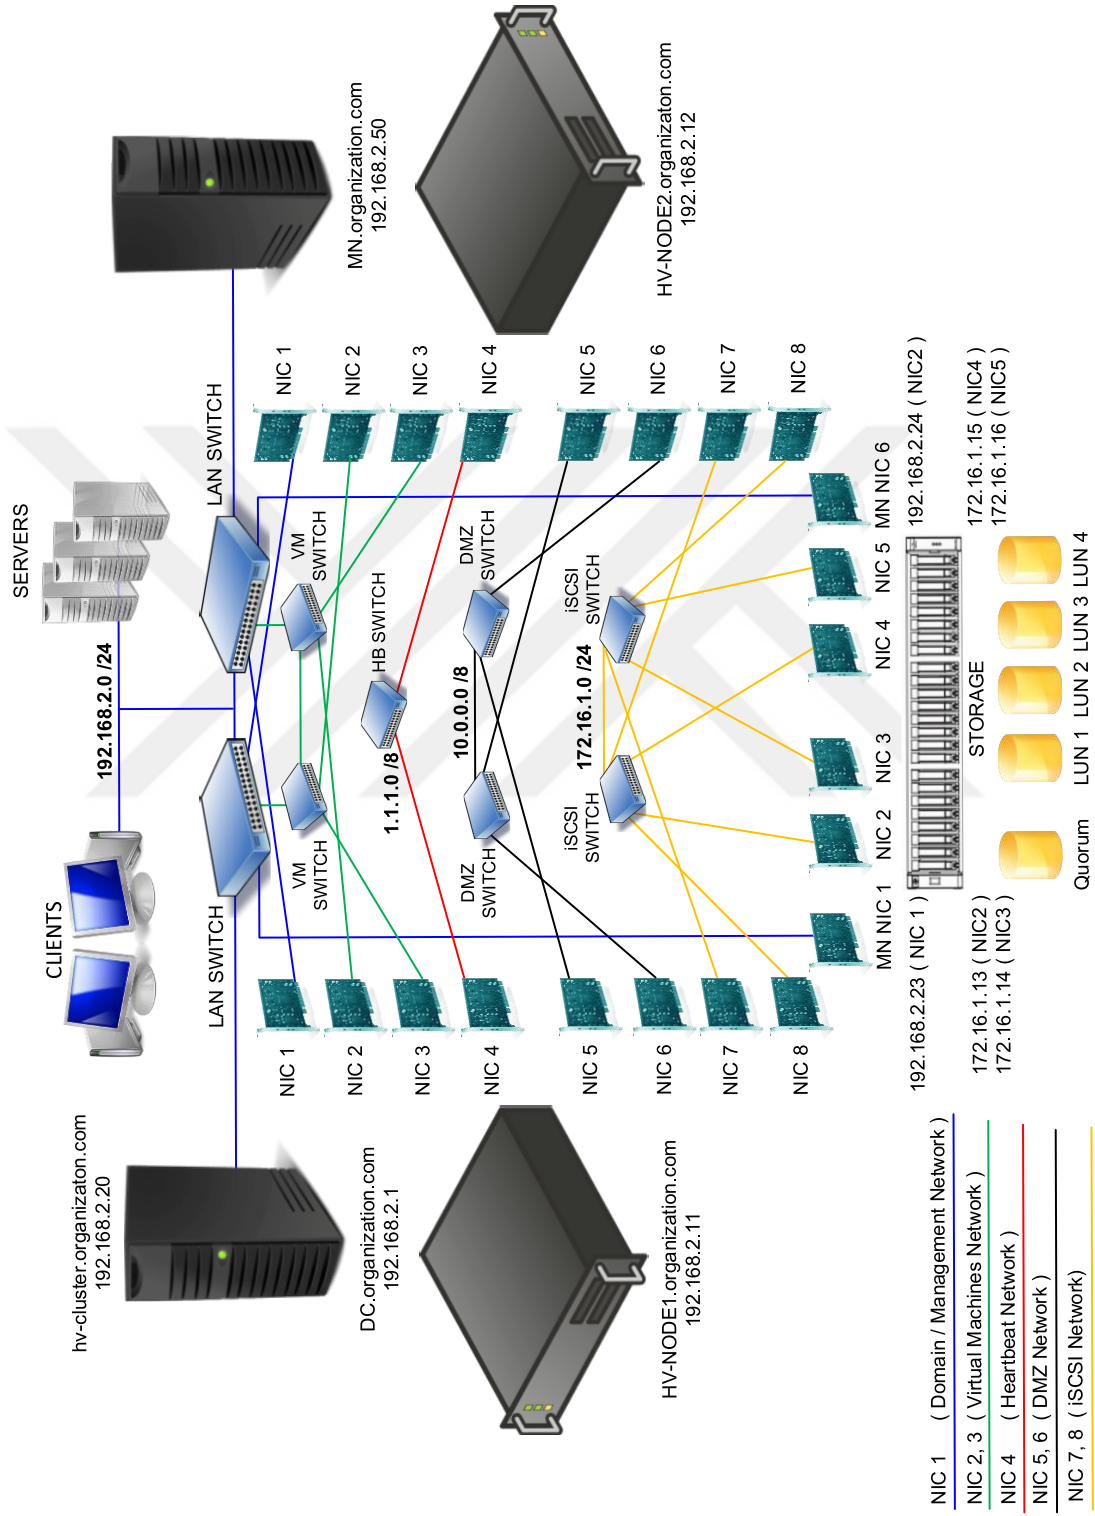 SERVERS
CLIENTS
192.168.2.0 /24
hv-cluster.organizaton.com
192.168.2.20
DC.organization.com
192.168.2.1
MN.organization.com
192.168.2.50
LAN SWITCH
LAN SWITCH
VM
SWITCH
VM
SWITCH
HB SWITCH
1.1.1.0 /8
DMZ
SWITCH
10.0.0.0 /8
DMZ
SWITCH
iSCSI
SWITCH
172.16.1.0 /24
iSCSI
SWITCH
NIC 1
NIC 2
NIC 3
NIC 4
NIC 5
NIC 6
NIC 7
NIC 8
NIC 1
NIC 2
NIC 3
NIC 4
NIC 5
NIC 6
NIC 7
NIC 8
HV-NODE1.organization.com
192.168.2.11
HV-NODE2.organizaton.com
192.168.2.12
MN NIC 1
NIC 2
NIC 3
NIC 4
NIC 5
MN NIC 6
192.168.2.23 ( NIC 1 )
172.16.1.13 ( NIC2 )
172.16.1.14 ( NIC3 )
STORAGE
192.168.2.24 ( NIC2 )
172.16.1.15 ( NIC4 )
172.16.1.16 ( NIC5 )
Quorum
LUN 1
LUN 2
LUN 3
LUN 4
NIC 1 ( Domain / Management Network )
NIC 2, 3 ( Virtual Machines Network )
NIC 4 ( Heartbeat Network )
NIC 5, 6 ( DMZ Network )
NIC 7, 8 ( iSCSI Network)